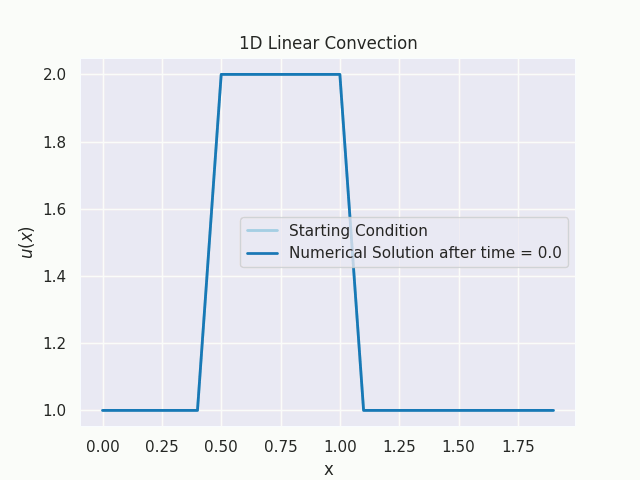 1D Linear Convection
2.0
1.8
1.6
1.4
1.2
1.0
u(x)
Starting Condition
Numerical Solution after time = 0.0
0.00 0.25 0.50 0.75 1.00 1.25 1.50 1.75
x